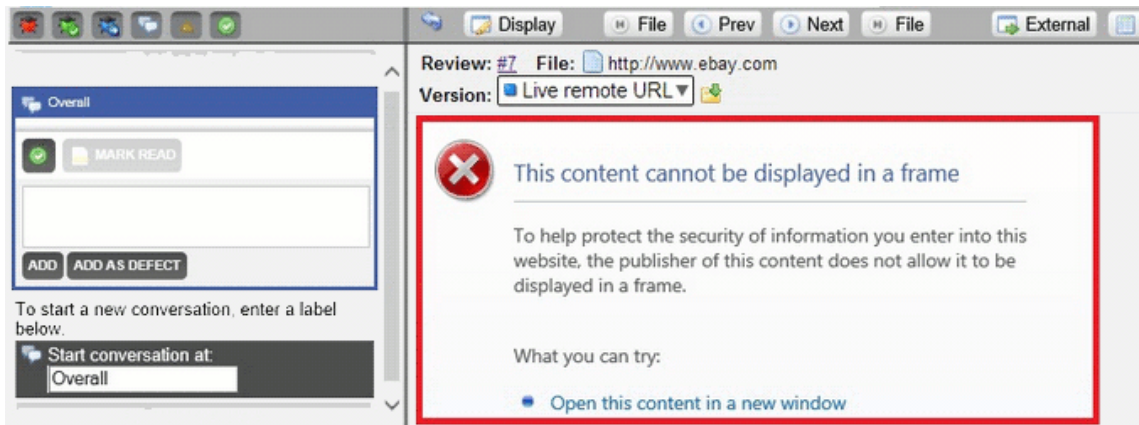 Display File Prev Next File External
Overall
MARK READ
ADD ADD AS DEFECT
To start a new conversation, enter a label
below.
Start conversation at:
Overall
Review: #7 File: http://www.ebay.com
Version: Live remote URL
This content cannot be displayed in a frame
To help protect the security of information you enter into this
website, the publisher of this content does not allow it to be
displayed in a frame.
What you can try:
Open this content in a new window